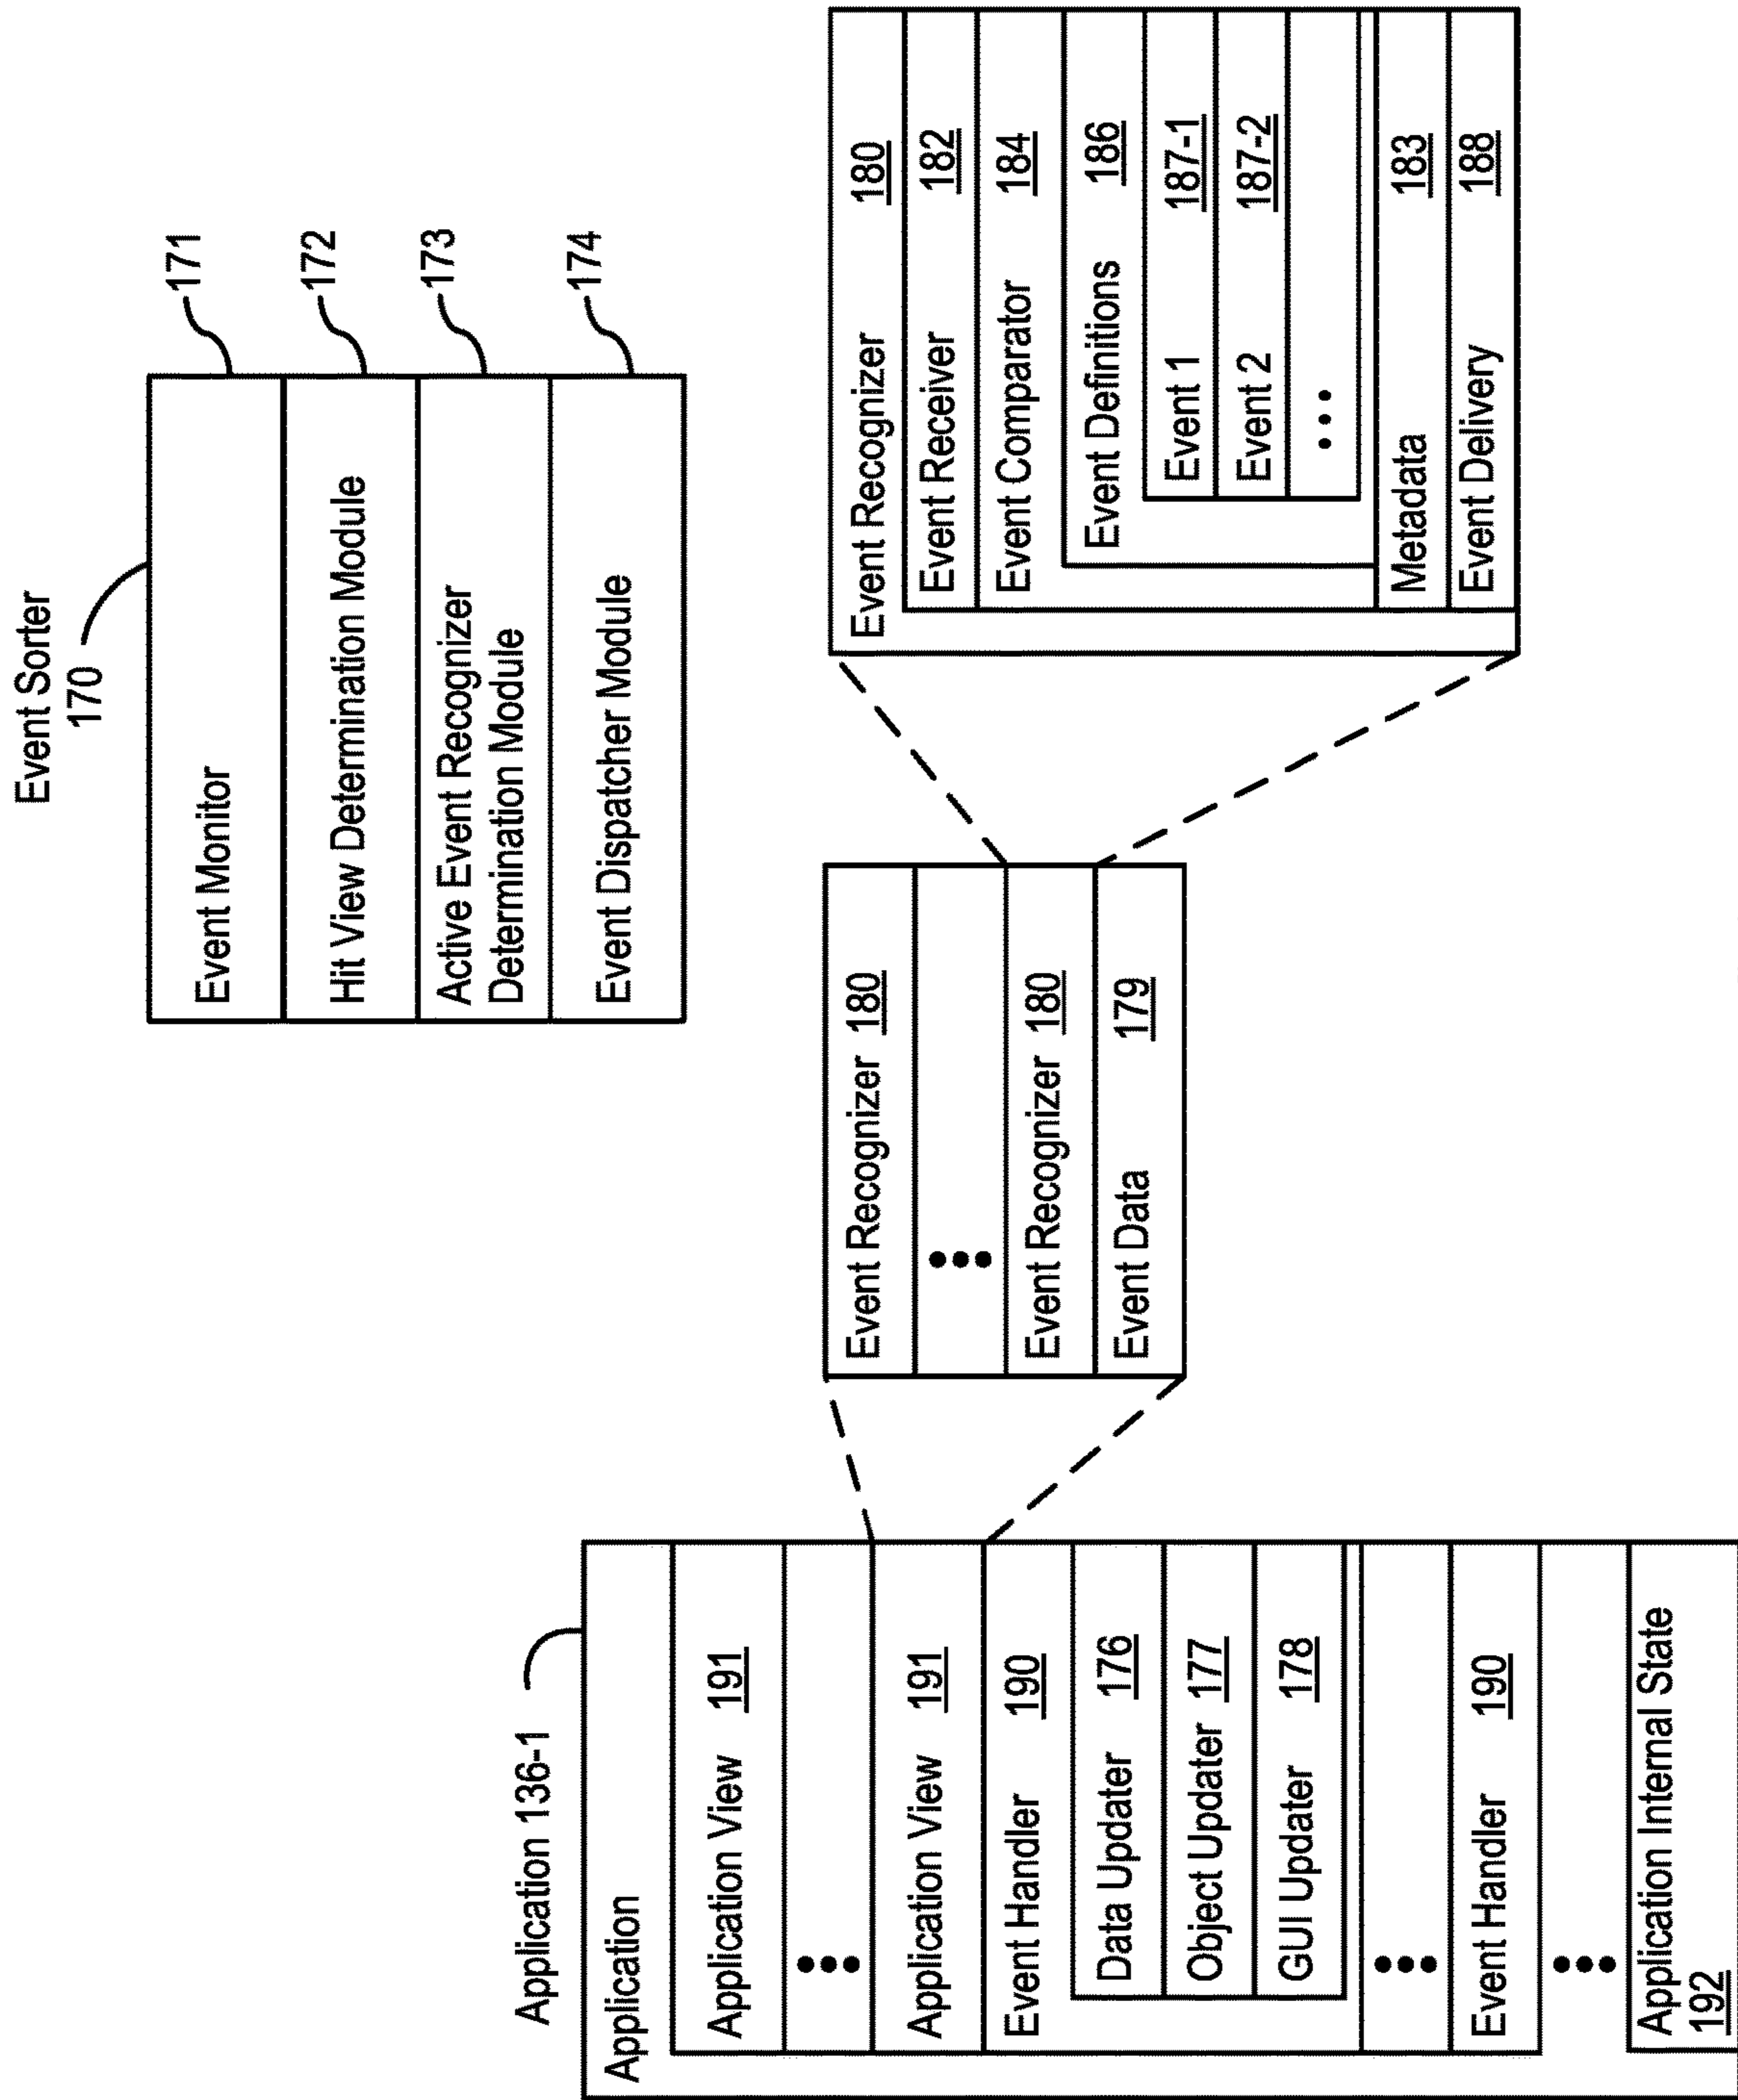 Event Sorter
170
Event Monitor
171
Hit View Determination Module
172
Active Event Recognizer
Determination Module
173
Event Dispatcher Module
174
Application 136-1
Application
Application View 191
•••
Application View 191
Event Handler 190
Data Updater 176
Object Updater 177
GUI Updater 178
•••
Event Handler 190
•••
Application Internal State
192
Event Recognizer 180
•••
Event Recognizer 180
Event Data 179
Event Recognizer 180
Event Receiver 182
Event Comparator 184
Event Definitions 186
Event 1 187-1
Event 2 187-2
•••
Metadata 183
Event Delivery 188